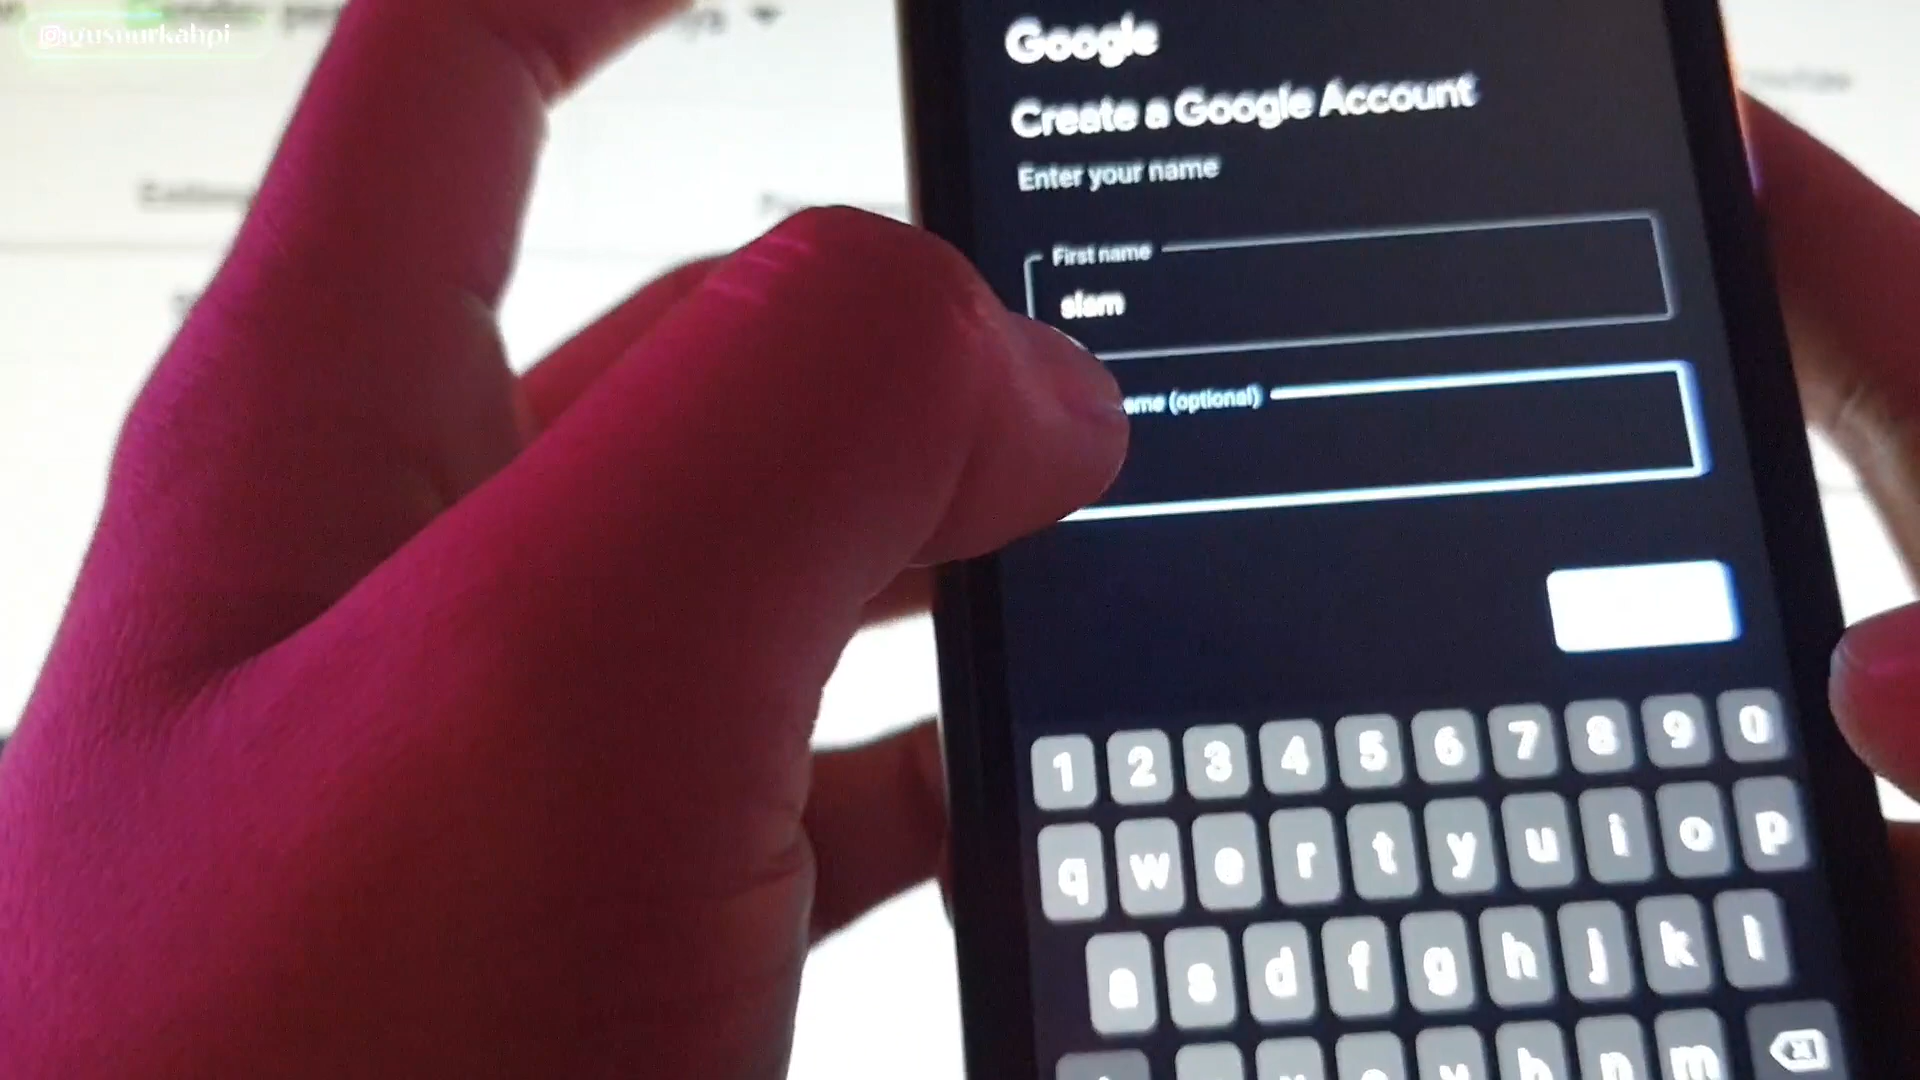 Google
Create a Google Account
Enter your name
First name
slam
ame (optional)
1 2 3 4 5 6 7 8 9 0
q w e r t y u i o p
a s d f g h j k l
b n m